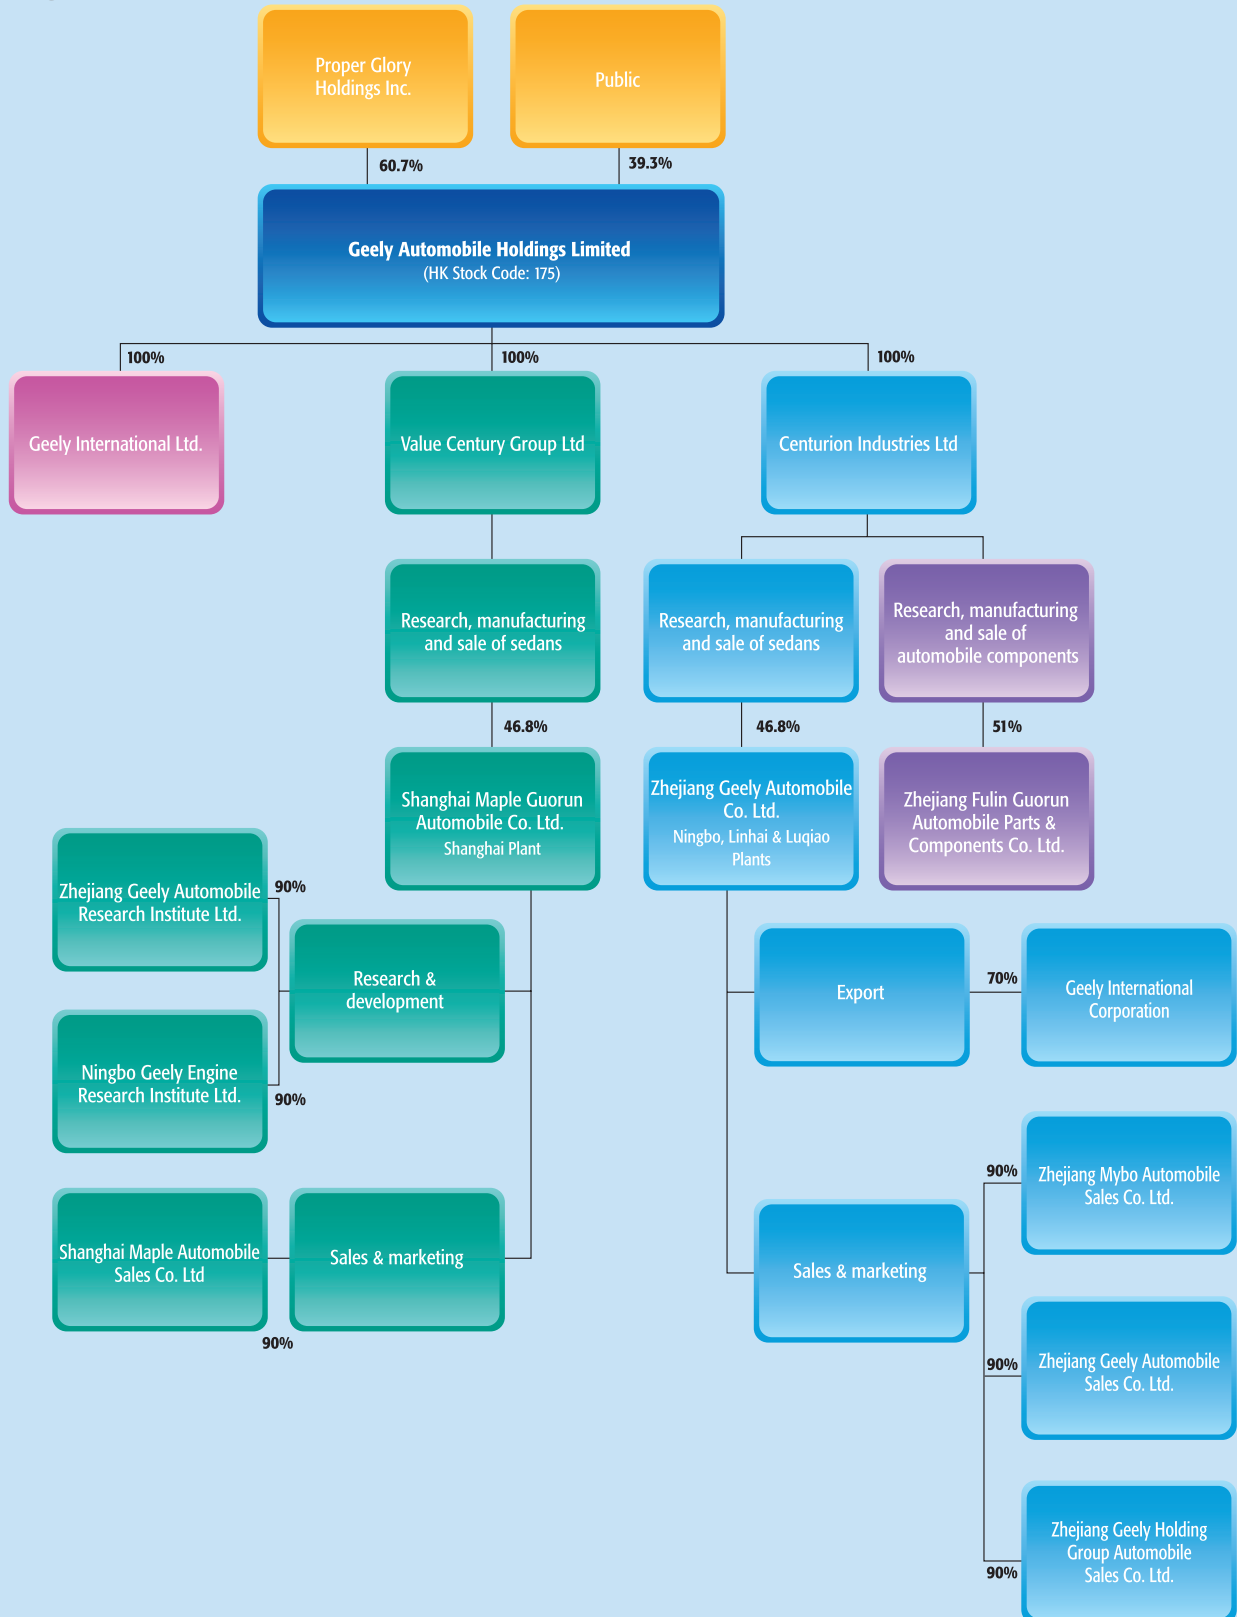 Proper Glory
Holdings Inc.
Public
60.7%
39.3%
Geely Automobile Holdings Limited
(HK Stock Code: 175)
100%
100%
100%
Geely International Ltd.
Value Century Group Ltd
Centurion Industries Ltd
Research, manufacturing
and sale of sedans
Research, manufacturing
and sale of sedans
Research, manufacturing
and sale of
automobile components
46.8%
46.8%
51%
Shanghai Maple Guorun
Automobile Co. Ltd.
Shanghai Plant
Zhejiang Geely Automobile
Co. Ltd.
Ningbo, Linhai & Luqiao
Plants
Zhejiang Fulin Guorun
Automobile Parts &
Components Co. Ltd.
Zhejiang Geely Automobile
Research Institute Ltd.
90%
Research &
development
Ningbo Geely Engine
Research Institute Ltd.
90%
Shanghai Maple Automobile
Sales Co. Ltd
90%
Sales & marketing
Export
70%
Geely International
Corporation
Sales & marketing
90%
Zhejiang Mybo Automobile
Sales Co. Ltd.
90%
Zhejiang Geely Automobile
Sales Co. Ltd.
90%
Zhejiang Geely Holding
Group Automobile
Sales Co. Ltd.